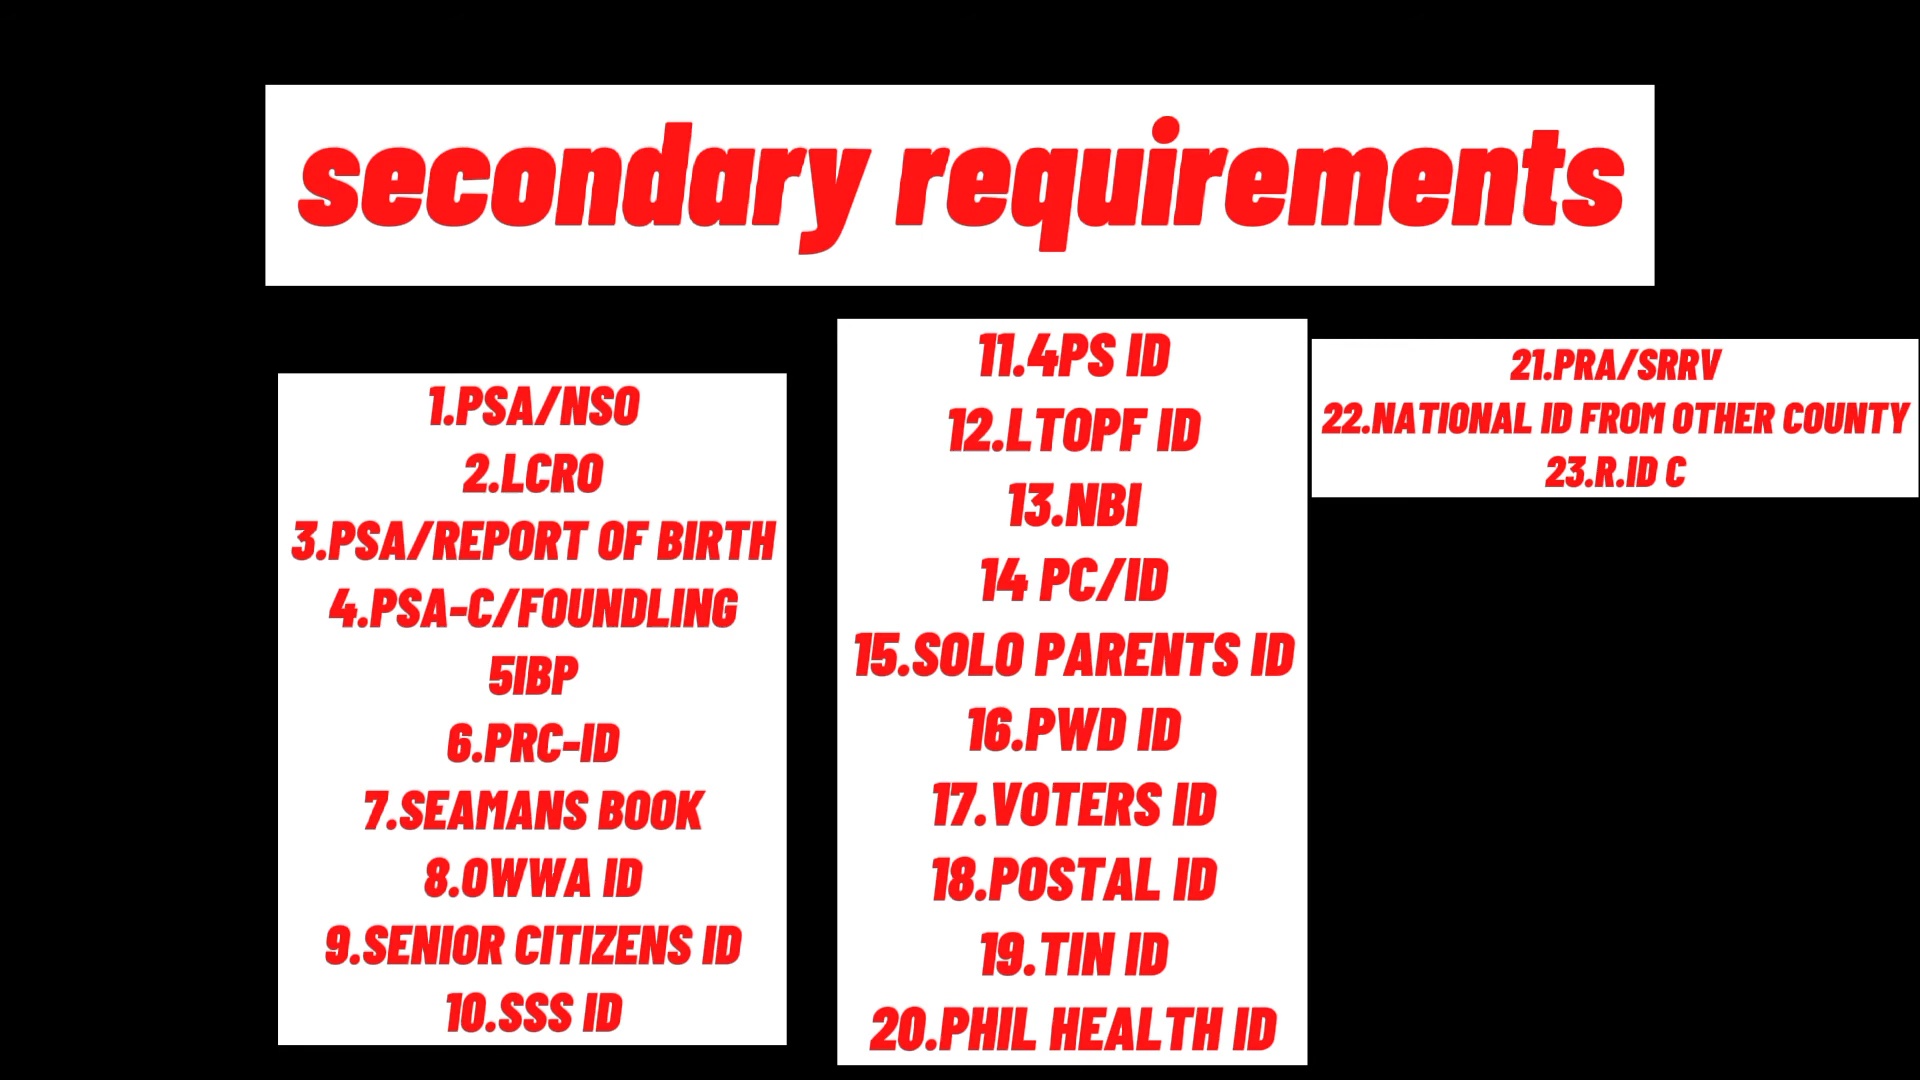 secondary requirements
1.PSA/NSO
2.LCRO
3.PSA/REPORT OF BIRTH
4.PSA-C/FOUNDLING
5IBP
6.PRC-ID
7.SEAMANS BOOK
8.OWWA ID
9.SENIOR CITIZENS ID
10.SSS ID
11.4PS ID
12.LTOPF ID
13.NBI
14 PC/ID
15.SOLO PARENTS ID
16.PWD ID
17.VOTERS ID
18.POSTAL ID
19.TIN ID
20.PHIL HEALTH ID
21.PRA/SRRV
22.NATIONAL ID FROM OTHER COUNTY
23.R.ID C